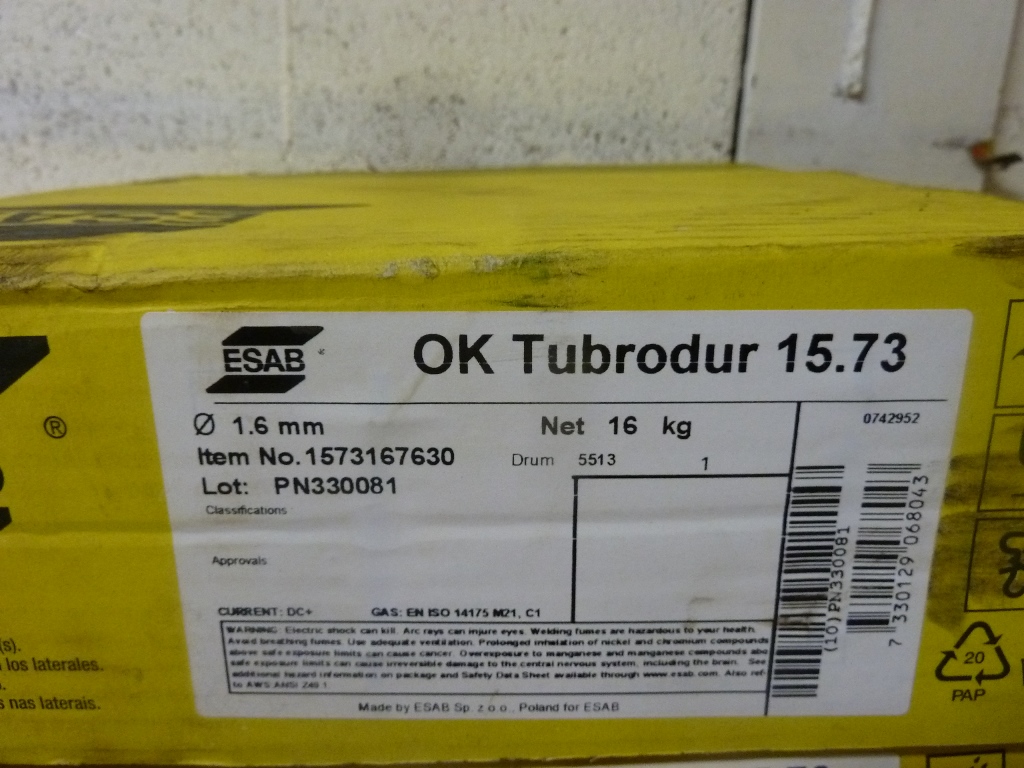 ESAB
OK Tubrodur 15.73
®
Ø 1.6 mm
Net 16 kg
0742952
Item No. 1573167630
Drum 5513 1
Lot: PN330081
Classifications
Approvals
(10)PN330081
7 330129 068043
CURRENT: DC+ GAS: EN ISO 14175 M21, C1
WARNING: Electric shock can kill. Arc rays can injure eyes. Welding fumes are hazardous to your health.
Avoid breathing fumes. Use adequate ventilation. Prolonged inhalation of nickel and chromium compounds
above safe exposure limits can cause cancer. Overexposure to manganese and manganese compounds abo
safe exposure limits can cause irreversible damage to the central nervous system, including the brain. See
additional hazard information on package and Safety Data Sheet available through www.esab.com. Also ref-
to AWS ANSI Z49.1
Made by ESAB Sp. z o.o., Poland for ESAB
(s).
los laterales.
s nas laterais.
20
PAP